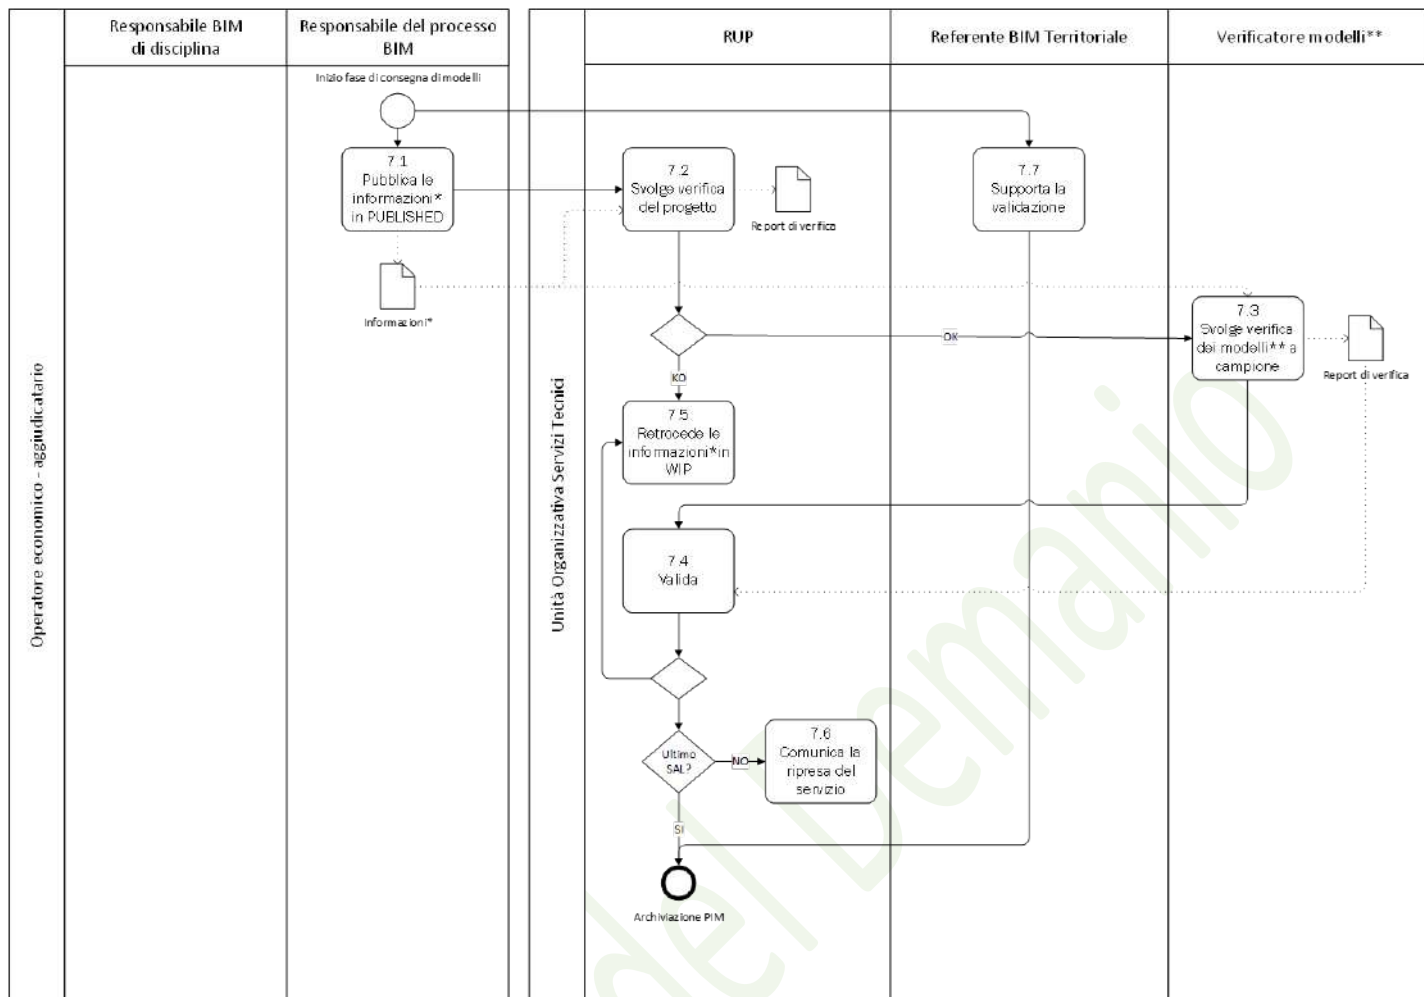 Responsabile BIM
di disciplina
Responsabile del processo
BIM
RUP
Referente BIM Territoriale
Verificatore modelli**
Operatore economico - aggiudicatario
Unità Organizzativa Servizi Tecnici
Inizio fase di consegna di modelli
7.1
Pubblica le
informazioni*
in PUBLISHED
7.2
Svolge verifica
del progetto
Report di verifica
7.7
Supporta la
validazione
Informazioni*
7.3
Svolge verifica
dei modelli** a
campione
Report di verifica
OK
KO
7.5
Retrocede le
informazioni*in
WIP
7.4
Valida
Ultimo
SAL?
NO
7.6
Comunica la
ripresa del
servizio
SI
Archiviazione PIM
del Demanio